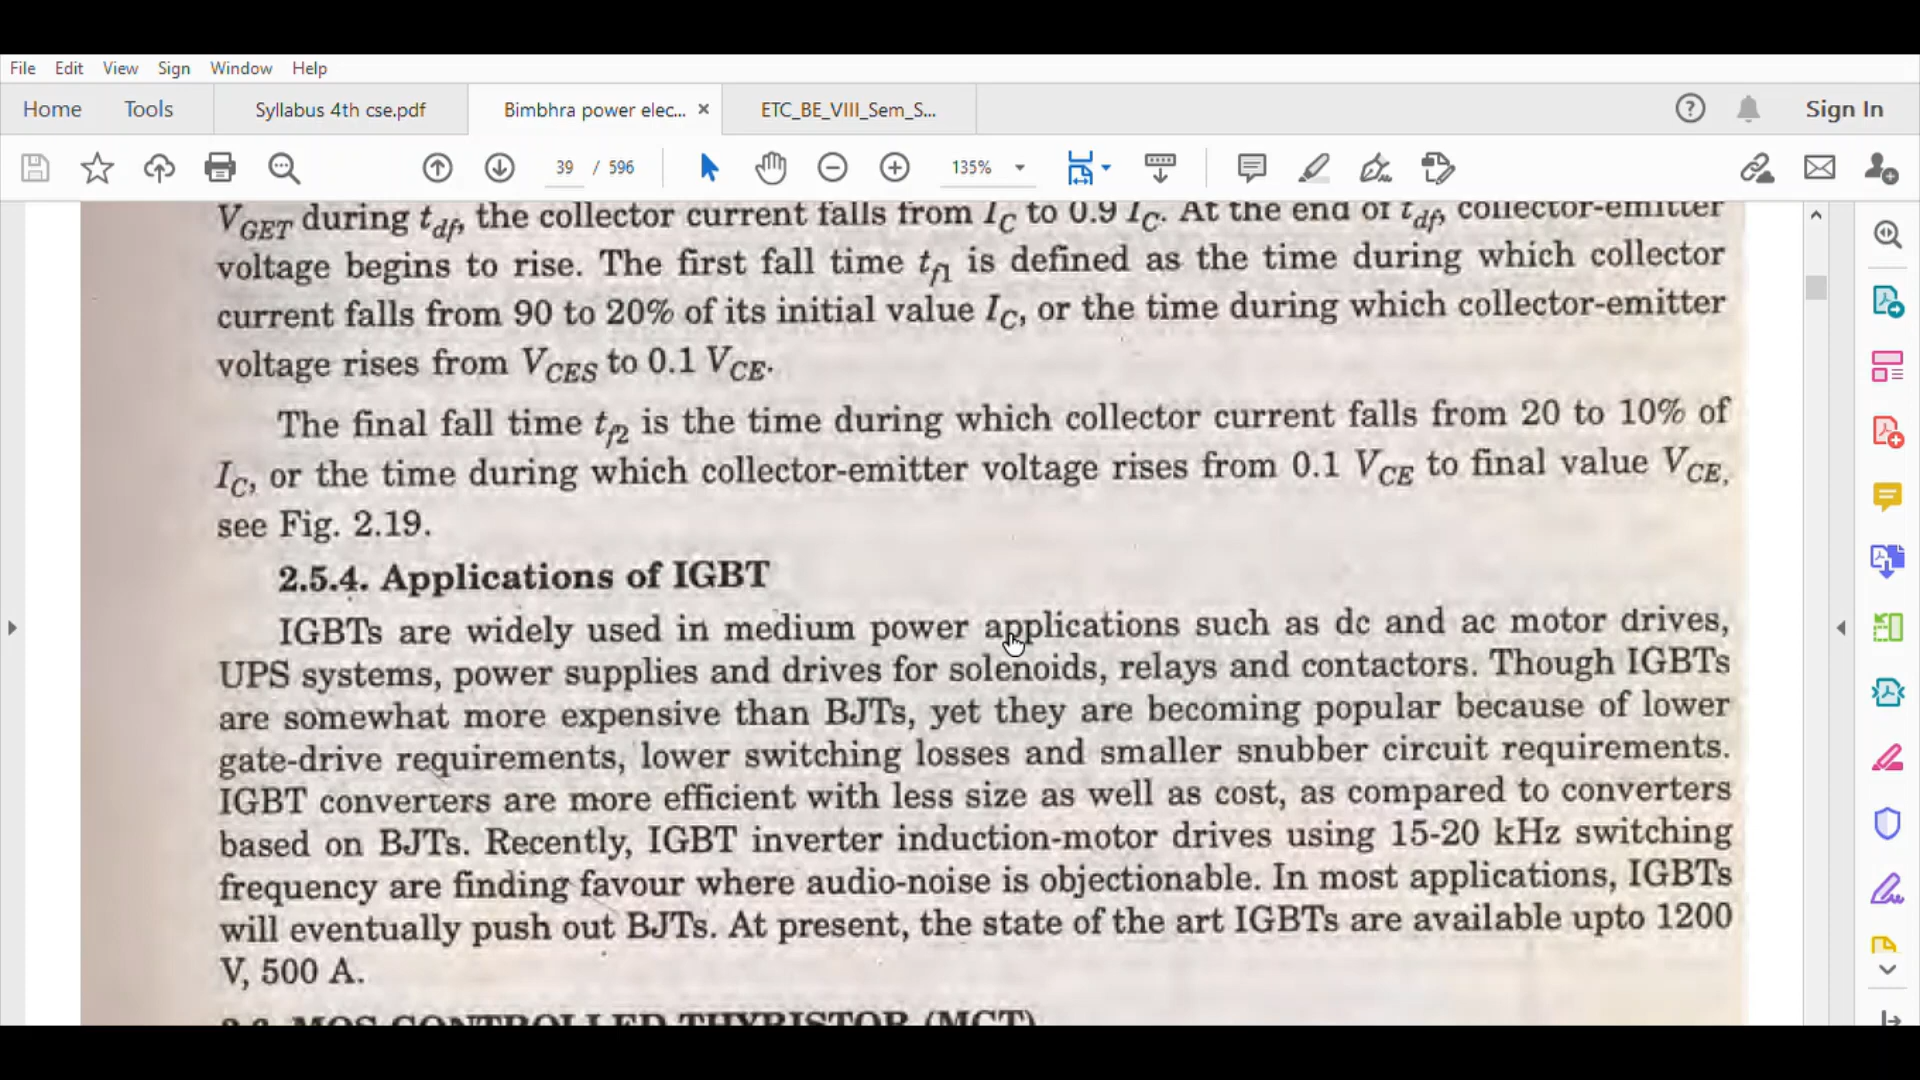 File Edit View Sign Window Help
Home Tools Syllabus 4th cse.pdf Bimbhra power elec... × ETC_BE_VIII_Sem_S... Sign In
39 / 596 135%
V_GET during t_df, the collector current falls from I_C to 0.9 I_C. At the end of t_df, collector-emitter
voltage begins to rise. The first fall time t_f1 is defined as the time during which collector
current falls from 90 to 20% of its initial value I_C, or the time during which collector-emitter
voltage rises from V_CES to 0.1 V_CE.
The final fall time t_f2 is the time during which collector current falls from 20 to 10% of
I_C, or the time during which collector-emitter voltage rises from 0.1 V_CE to final value V_CE,
see Fig. 2.19.
2.5.4. Applications of IGBT
IGBTs are widely used in medium power applications such as dc and ac motor drives,
UPS systems, power supplies and drives for solenoids, relays and contactors. Though IGBTs
are somewhat more expensive than BJTs, yet they are becoming popular because of lower
gate-drive requirements, lower switching losses and smaller snubber circuit requirements.
IGBT converters are more efficient with less size as well as cost, as compared to converters
based on BJTs. Recently, IGBT inverter induction-motor drives using 15-20 kHz switching
frequency are finding favour where audio-noise is objectionable. In most applications, IGBTs
will eventually push out BJTs. At present, the state of the art IGBTs are available upto 1200
V, 500 A.
2.6. MOS CONTROLLED THYRISTOR (MCT)